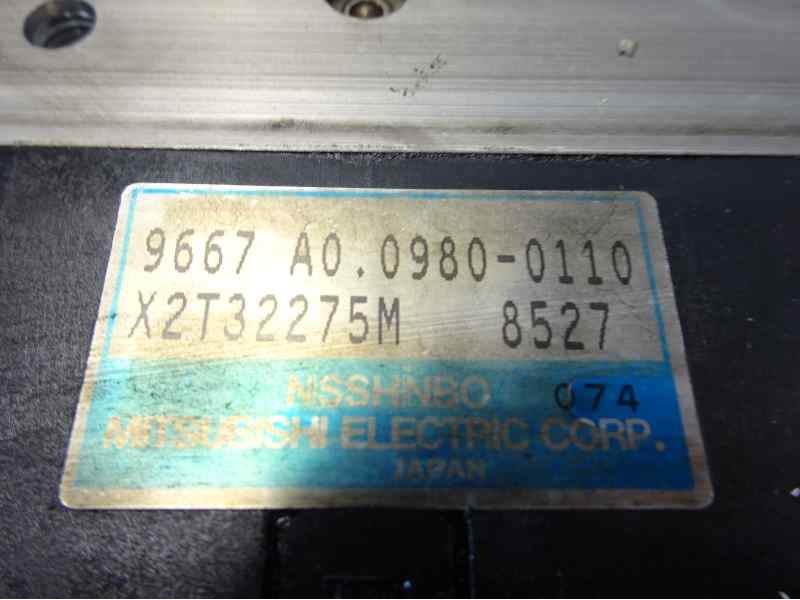 9667 A0.0980-0110
X2T32275M 8527
NSSHNBO 074
MITSUBISHI ELECTRIC CORP.
JAPAN